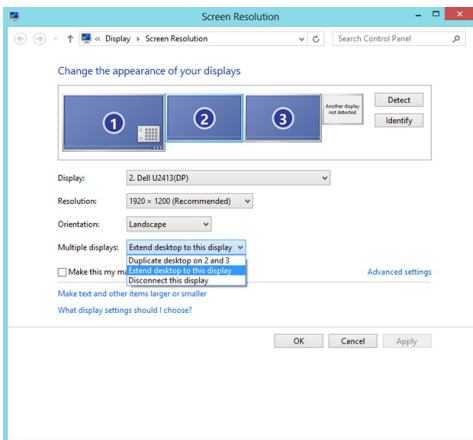 Screen Resolution
« Display Screen Resolution
Search Control Panel
Change the appearance of your displays
1
2
3
Another display
not detected
Detect
Identify
Display:
2. Dell U2413(DP)
Resolution:
1920 × 1200 (Recommended)
Orientation:
Landscape
Multiple displays:
Extend desktop to this display
Duplicate desktop on 2 and 3
Make this my m
Extend desktop to this display
Disconnect this display
Advanced settings
Make text and other items larger or smaller
What display settings should I choose?
OK Cancel Apply